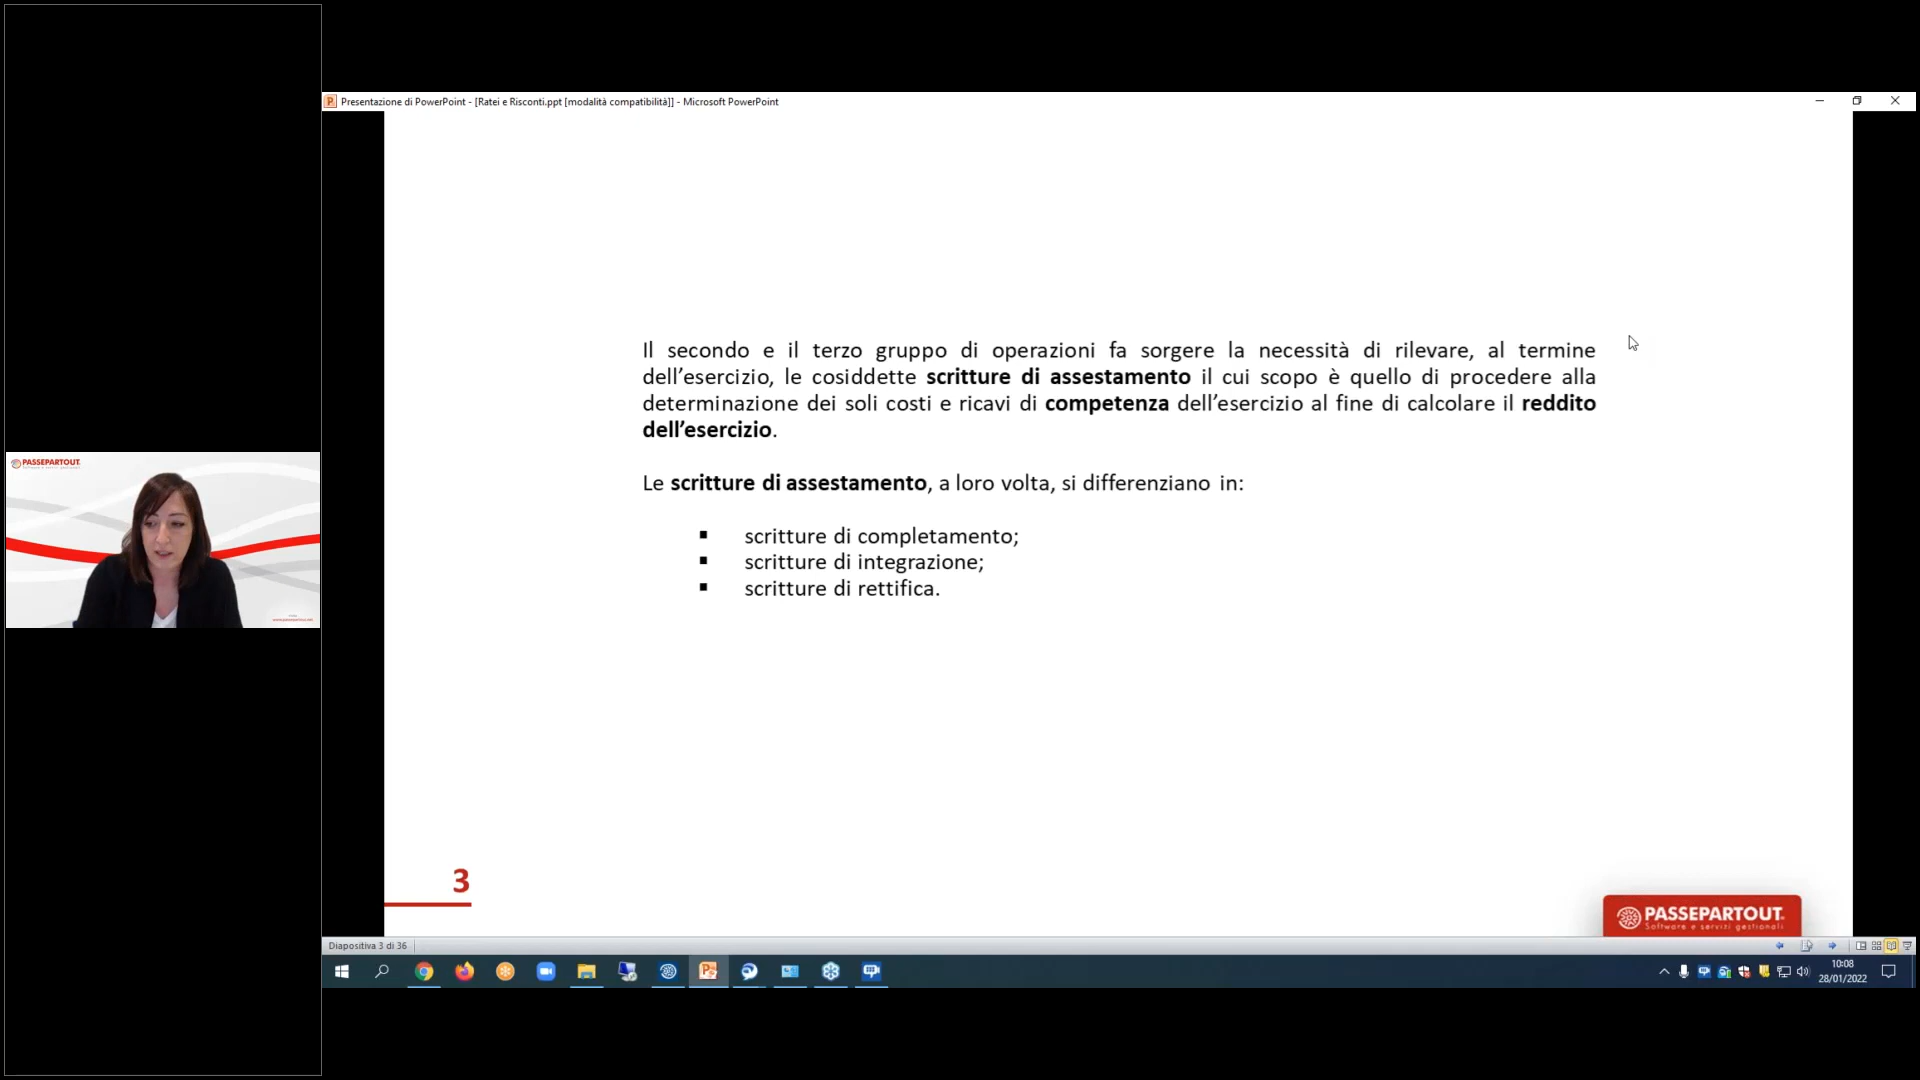 Presentazione di PowerPoint - [Ratei e Risconti.ppt [modalità compatibilità]] - Microsoft PowerPoint
Il secondo e il terzo gruppo di operazioni fa sorgere la necessità di rilevare, al termine
dell’esercizio, le cosiddette scritture di assestamento il cui scopo è quello di procedere alla
determinazione dei soli costi e ricavi di competenza dell’esercizio al fine di calcolare il reddito
dell’esercizio.
Le scritture di assestamento, a loro volta, si differenziano in:
▪ scritture di completamento;
▪ scritture di integrazione;
▪ scritture di rettifica.
PASSEPARTOUT
3
PASSEPARTOUT
Software e servizi gestionali
Diapositiva 3 di 36
10:08
28/01/2022